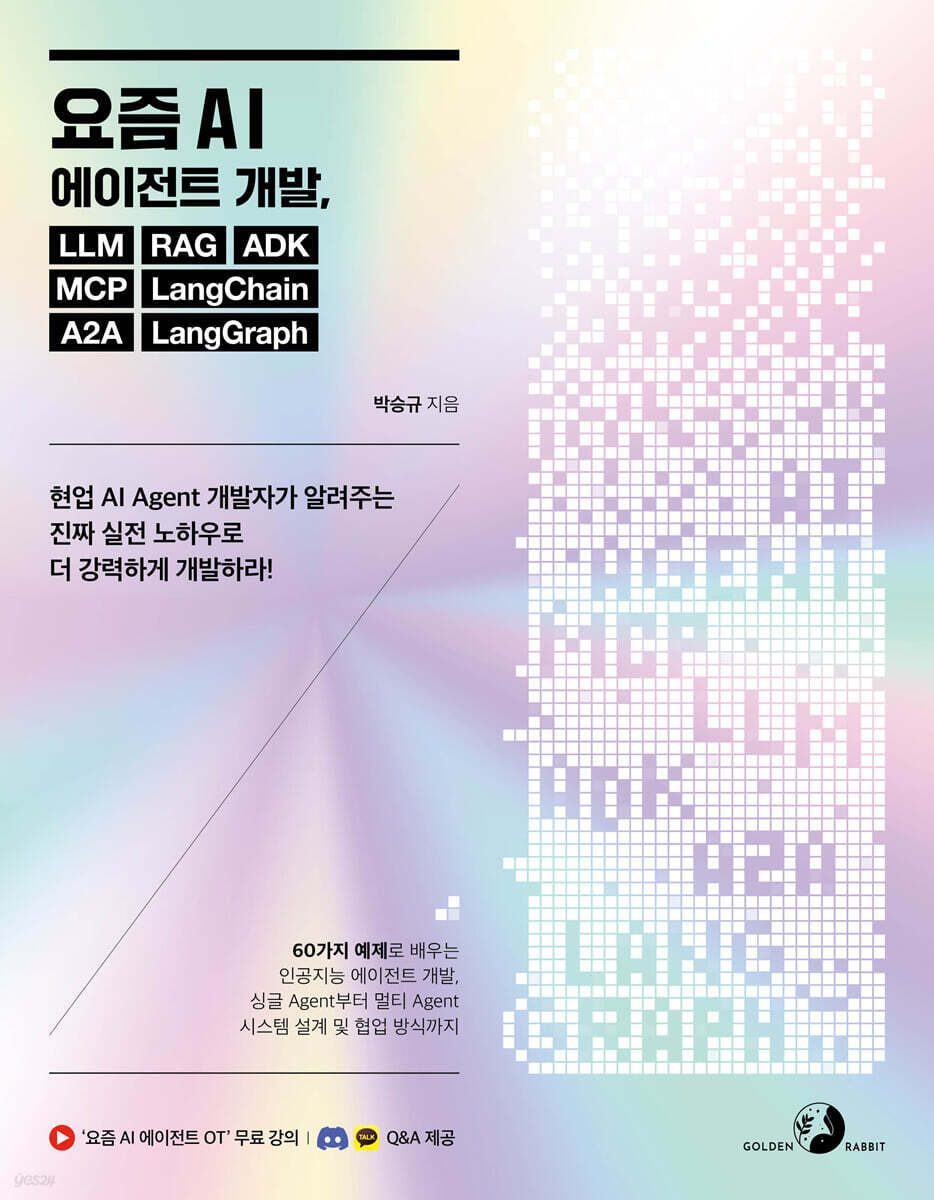 요즘 AI
에이전트 개발,
LLM RAG ADK
MCP LangChain
A2A LangGraph
박승규 지음
현업 AI Agent 개발자가 알려주는
진짜 실전 노하우로
더 강력하게 개발하라!
AI
AGENT
MCP
LLM
ADK
A2A
LANG
GRAPH
60가지 예제로 배우는
인공지능 에이전트 개발,
싱글 Agent부터 멀티 Agent
시스템 설계 및 협업 방식까지
‘요즘 AI 에이전트 OT’ 무료 강의 | TALK Q&A 제공
GOLDEN RABBIT
yes24